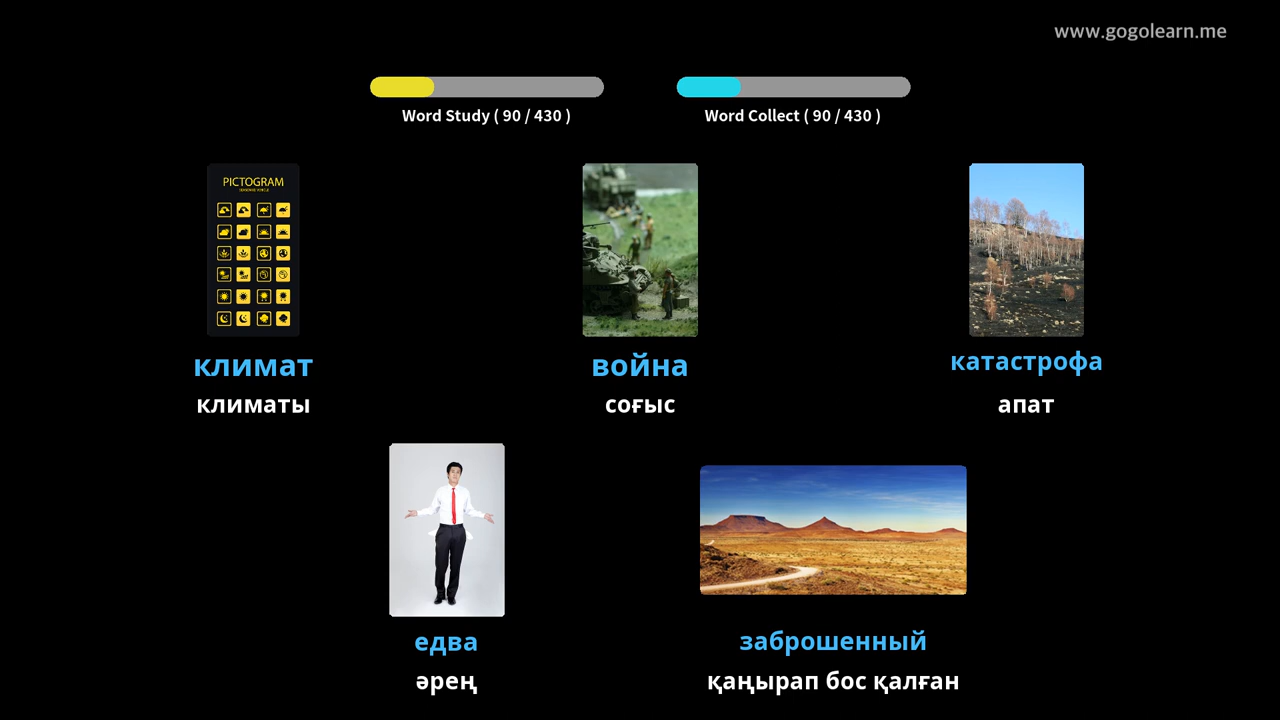 www.gogolearn.me
Word Study ( 90 / 430 )
Word Collect ( 90 / 430 )
PICTOGRAM
климат
война
катастрофа
климаты
соғыс
апат
едва
заброшенный
әрең
қаңырап бос қалған